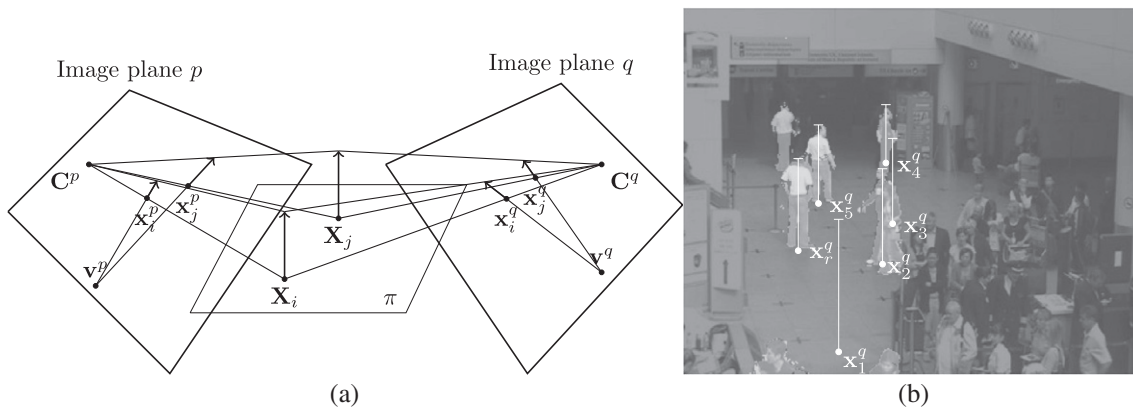 Image plane p
Image plane q
C^p
C^q
x_i^p
x_j^p
x_i^q
x_j^q
X_j
v^p
v^q
X_i
π
x_4^q
x_5^q
x_3^q
x_r^q
x_2^q
x_1^q
(a)
(b)